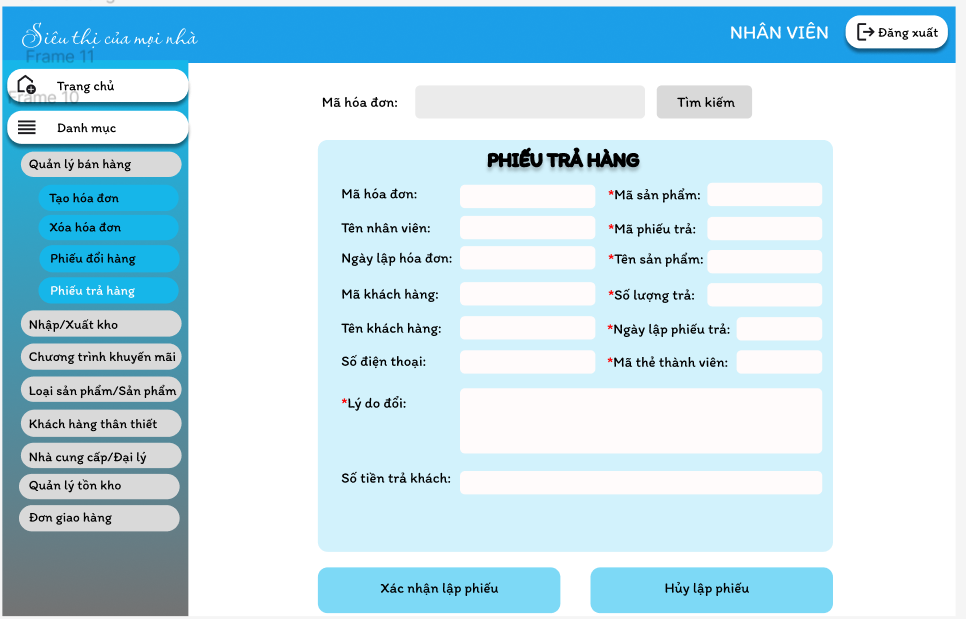 Siêu thị của mọi nhà
NHÂN VIÊN
Đăng xuất
Frame 11
Trang chủ
Frame 10
Danh mục
Quản lý bán hàng
Tạo hóa đơn
Xóa hóa đơn
Phiếu đổi hàng
Phiếu trả hàng
Nhập/Xuất kho
Chương trình khuyến mãi
Loại sản phẩm/Sản phẩm
Khách hàng thân thiết
Nhà cung cấp/Đại lý
Quản lý tồn kho
Đơn giao hàng
Mã hóa đơn:
Tìm kiếm
PHIẾU TRẢ HÀNG
Mã hóa đơn:
*Mã sản phẩm:
Tên nhân viên:
*Mã phiếu trả:
Ngày lập hóa đơn:
*Tên sản phẩm:
Mã khách hàng:
*Số lượng trả:
Tên khách hàng:
*Ngày lập phiếu trả:
Số điện thoại:
*Mã thẻ thành viên:
*Lý do đổi:
Số tiền trả khách:
Xác nhận lập phiếu
Hủy lập phiếu